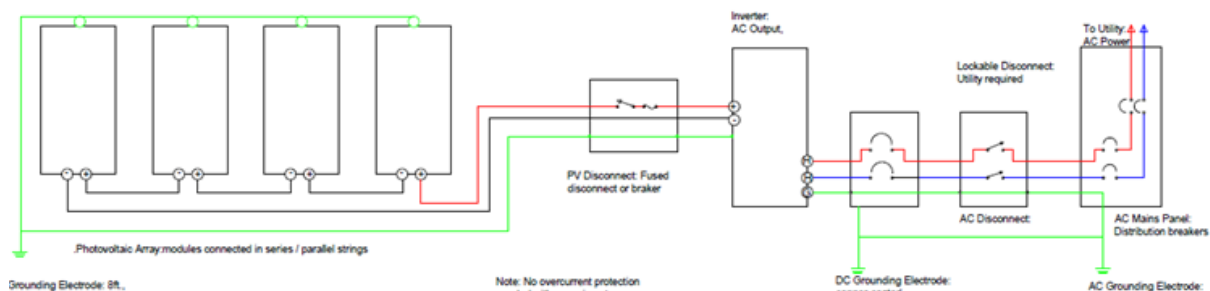 Inverter:
AC Output,
To Utility:
AC Power
Lockable Disconnect:
Utility required
PV Disconnect: Fused
disconnect or braker
AC Disconnect:
AC Mains Panel:
Distribution breakers
.Photovoltaic Array:modules connected in series / parallel strings
Grounding Electrode: 8ft.,
Note: No overcurrent protection
DC Grounding Electrode:
AC Grounding Electrode: